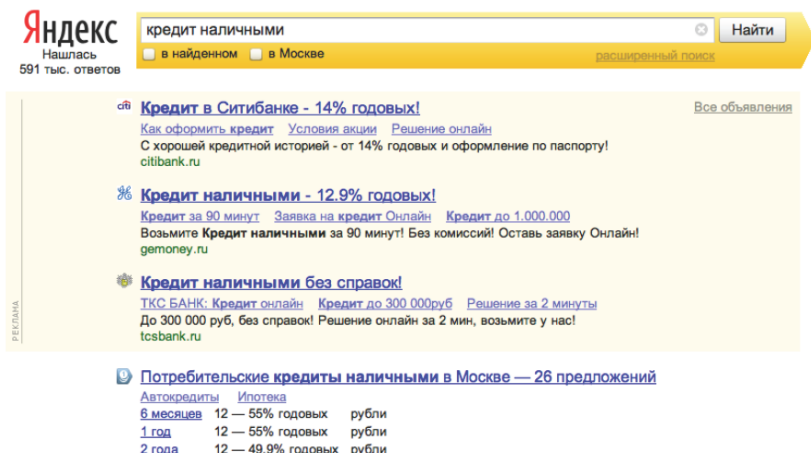 Яндекс
Нашлась
591 тыс. ответов
кредит наличными
Найти
в найденном в Москве
расширенный поиск
citi Кредит в Ситибанке - 14% годовых!
Все объявления
Как оформить кредит Условия акции Решение онлайн
С хорошей кредитной историей - от 14% годовых и оформление по паспорту!
citibank.ru
Кредит наличными - 12.9% годовых!
Кредит за 90 минут Заявка на кредит Онлайн Кредит до 1.000.000
Возьмите Кредит наличными за 90 минут! Без комиссий! Оставь заявку Онлайн!
gemoney.ru
Кредит наличными без справок!
ТКС БАНК: Кредит онлайн Кредит до 300 000руб Решение за 2 минуты
До 300 000 руб, без справок! Решение онлайн за 2 мин, возьмите у нас!
tcsbank.ru
РЕКЛАМА
Потребительские кредиты наличными в Москве — 26 предложений
Автокредиты Ипотека
6 месяцев 12 — 55% годовых рубли
1 год 12 — 55% годовых рубли
2 года 12 — 49.9% годовых рубли